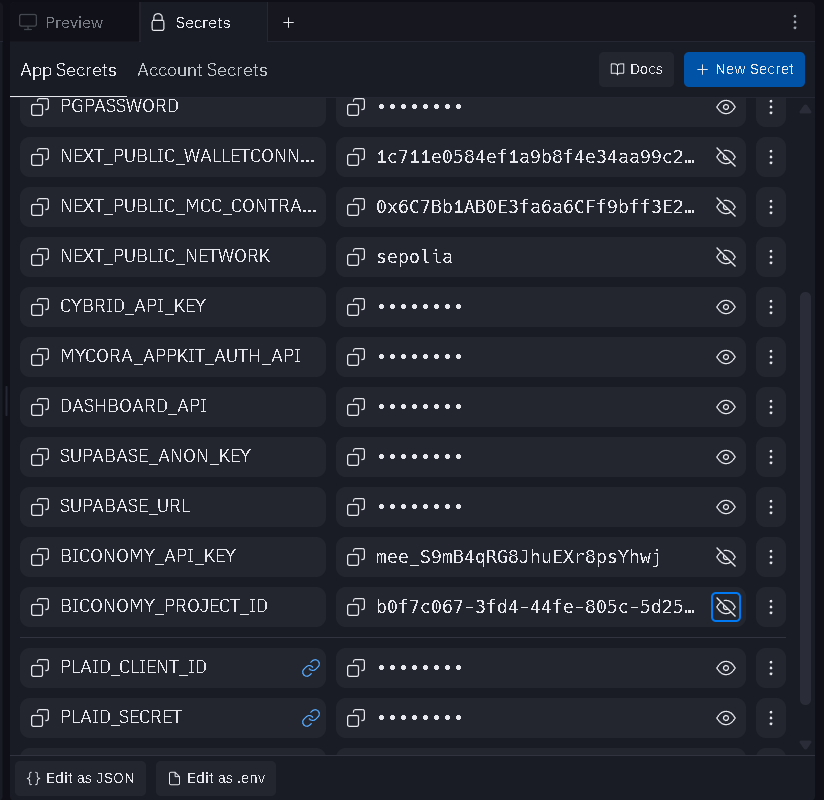 Preview Secrets
App Secrets Account Secrets Docs + New Secret
PGPASSWORD ••••••••
NEXT_PUBLIC_WALLETCONN... 1c711e0584ef1a9b8f4e34aa99c2…
NEXT_PUBLIC_MCC_CONTRA... 0x6C7Bb1AB0E3fa6a6CFf9bff3E2…
NEXT_PUBLIC_NETWORK sepolia
CYBRID_API_KEY ••••••••
MYCORA_APPKIT_AUTH_API ••••••••
DASHBOARD_API ••••••••
SUPABASE_ANON_KEY ••••••••
SUPABASE_URL ••••••••
BICONOMY_API_KEY mee_S9mB4qRG8JhuEXr8psYhwj
BICONOMY_PROJECT_ID b0f7c067-3fd4-44fe-805c-5d25…
PLAID_CLIENT_ID ••••••••
PLAID_SECRET ••••••••
{} Edit as JSON Edit as .env